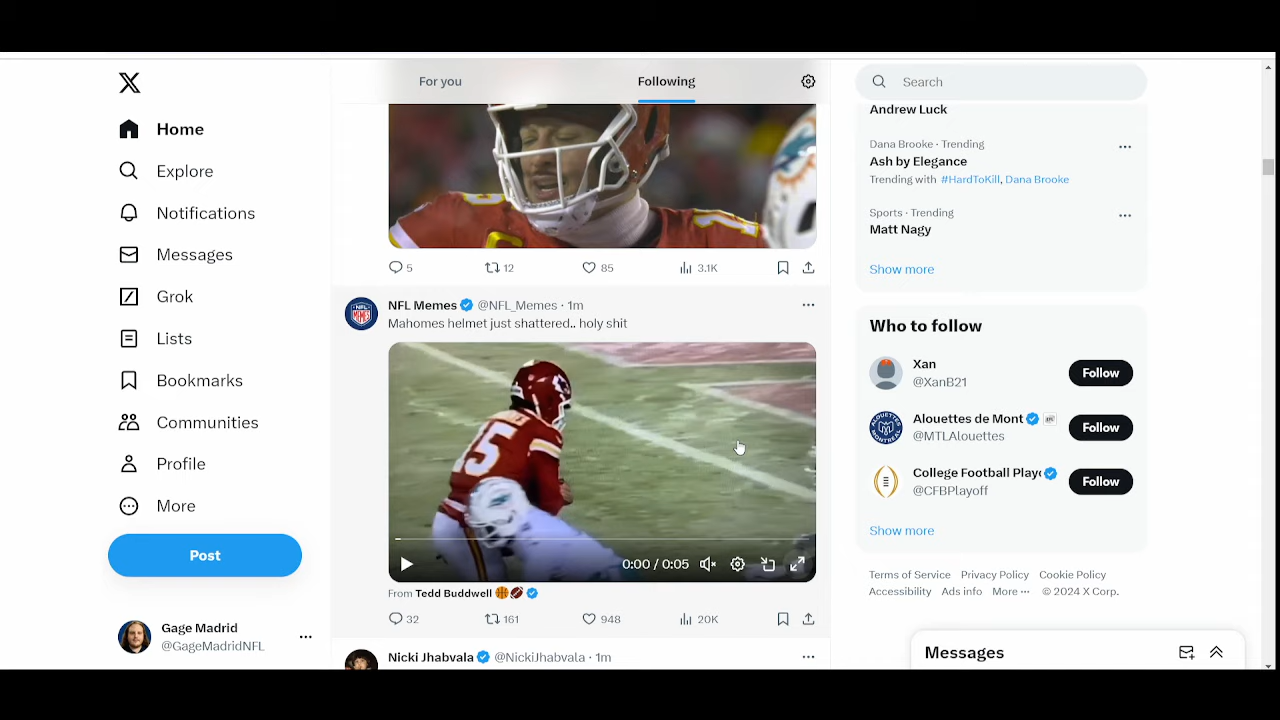 For you
Following
Search
Home
Explore
Notifications
Messages
Grok
Lists
Bookmarks
Communities
Profile
More
Post
Gage Madrid
@GageMadridNFL
5
12
85
3.1K
NFL Memes @NFL_Memes · 1m
Mahomes helmet just shattered.. holy shit
15
0:00 / 0:05
From Tedd Buddwell
32
161
948
20K
Nicki Jhabvala @NickiJhabvala · 1m
Andrew Luck
Dana Brooke · Trending
Ash by Elegance
Trending with #HardToKill, Dana Brooke
Sports · Trending
Matt Nagy
Show more
Who to follow
Xan
@XanB21
Follow
Alouettes de Mont
@MTLAlouettes
Follow
College Football Play
@CFBPlayoff
Follow
Show more
Terms of Service Privacy Policy Cookie Policy
Accessibility Ads info More ··· © 2024 X Corp.
Messages